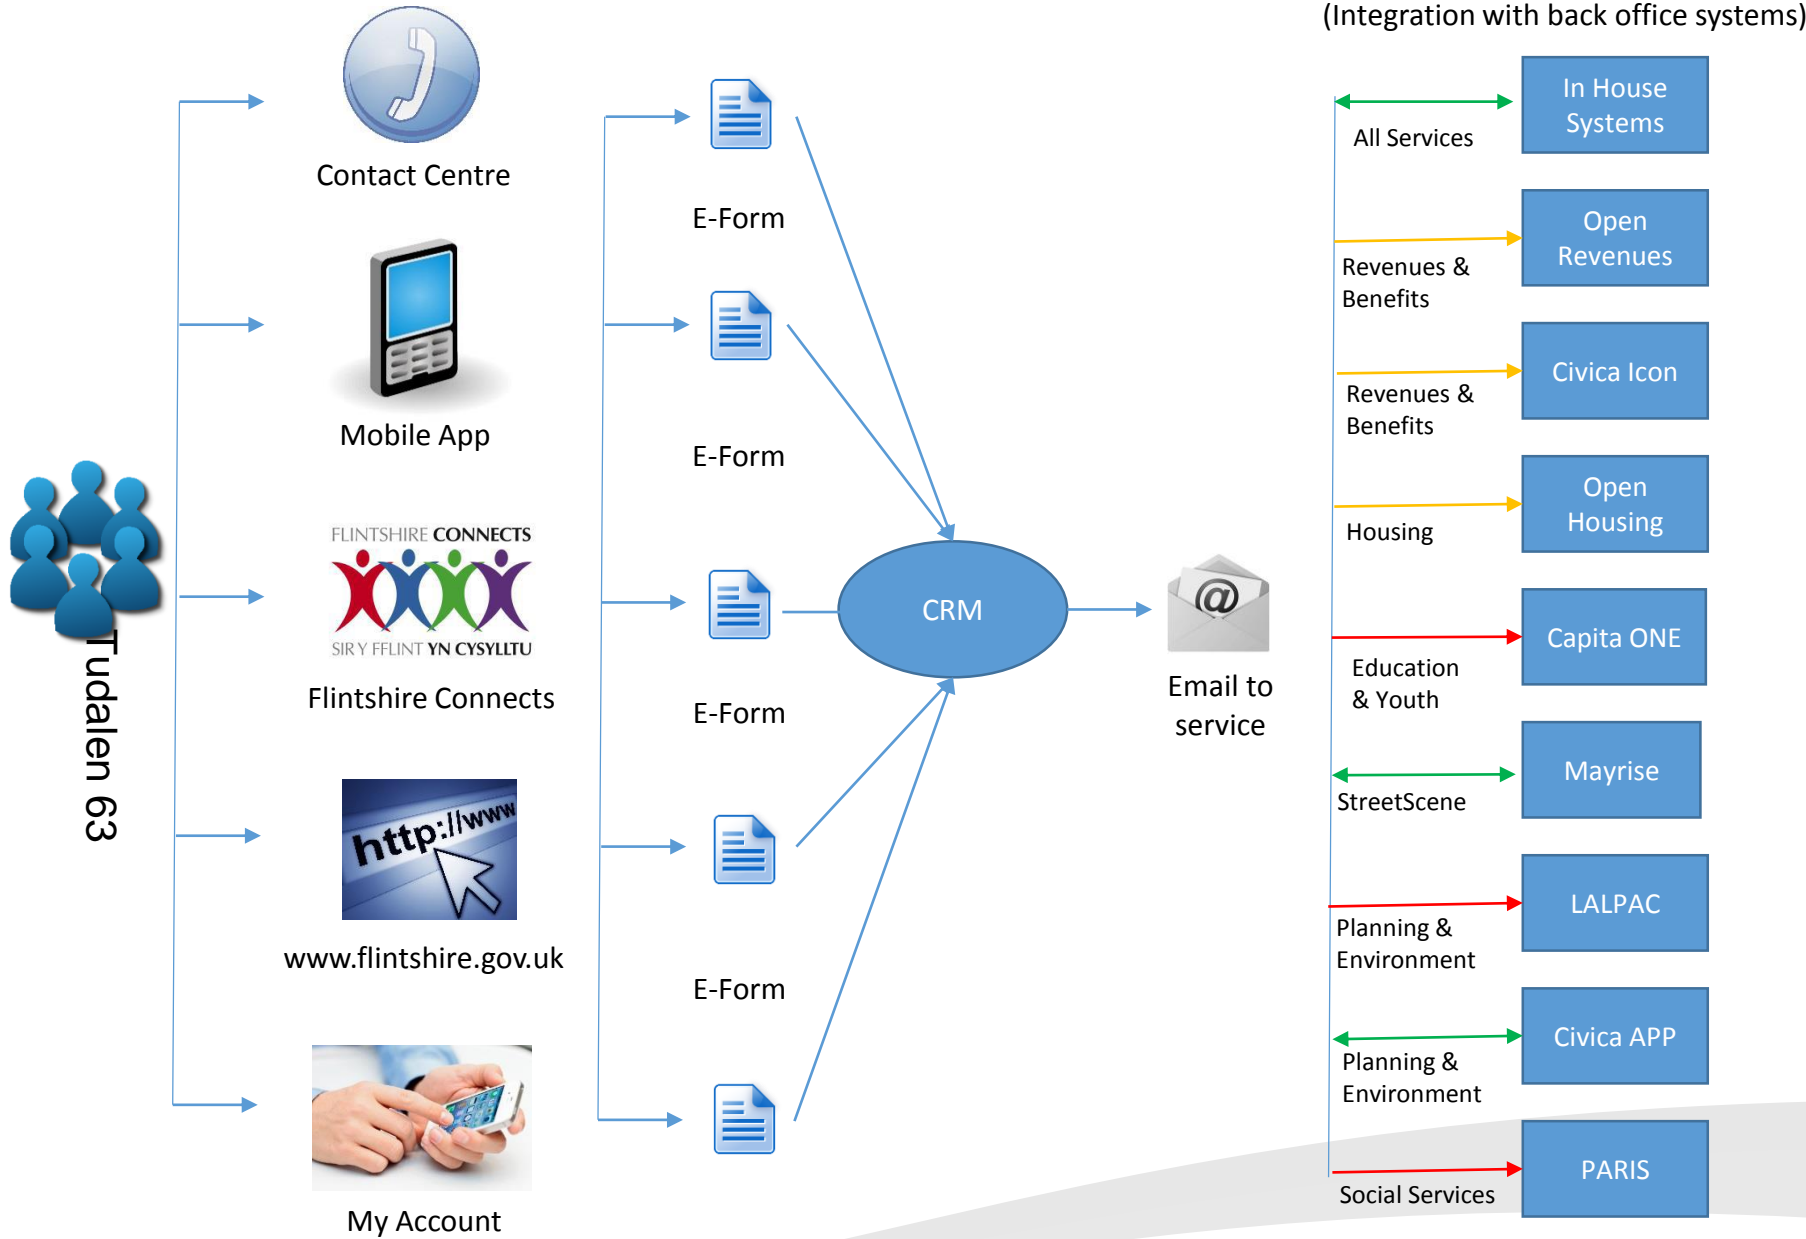 (Integration with back office systems)
Contact Centre
Mobile App
FLINTSHIRE CONNECTS
SIR Y FFLINT YN CYSYLLTU
Flintshire Connects
http://www
www.flintshire.gov.uk
My Account
Tudalen 63
E-Form
E-Form
E-Form
E-Form
CRM
@
Email to
service
All Services
In House
Systems
Revenues &
Benefits
Open
Revenues
Revenues &
Benefits
Civica Icon
Housing
Open
Housing
Education
& Youth
Capita ONE
StreetScene
Mayrise
Planning &
Environment
LALPAC
Planning &
Environment
Civica APP
Social Services
PARIS